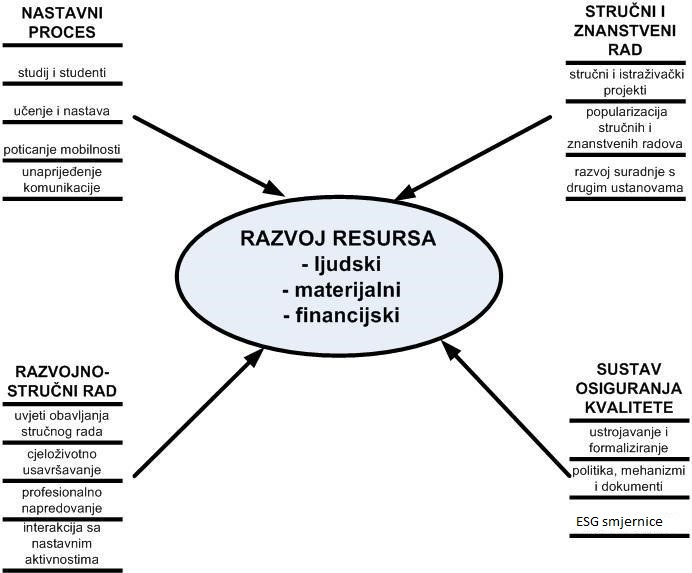 NASTAVNI
PROCES
studij i studenti
učenje i nastava
poticanje mobilnosti
unaprijeđenje
komunikacije
STRUČNI I
ZNANSTVENI
RAD
stručni i istraživački
projekti
popularizacija
stručnih i
znanstvenih radova
razvoj suradnje s
drugim ustanovama
RAZVOJ RESURSA
- ljudski
- materijalni
- financijski
RAZVOJNO-
STRUČNI RAD
uvjeti obavljanja
stručnog rada
cjeloživotno
usavršavanje
profesionalno
napredovanje
interakcija sa
nastavnim
aktivnostima
SUSTAV
OSIGURANJA
KVALITETE
ustrojavanje i
formaliziranje
politika, mehanizmi
i dokumenti
ESG smjernice